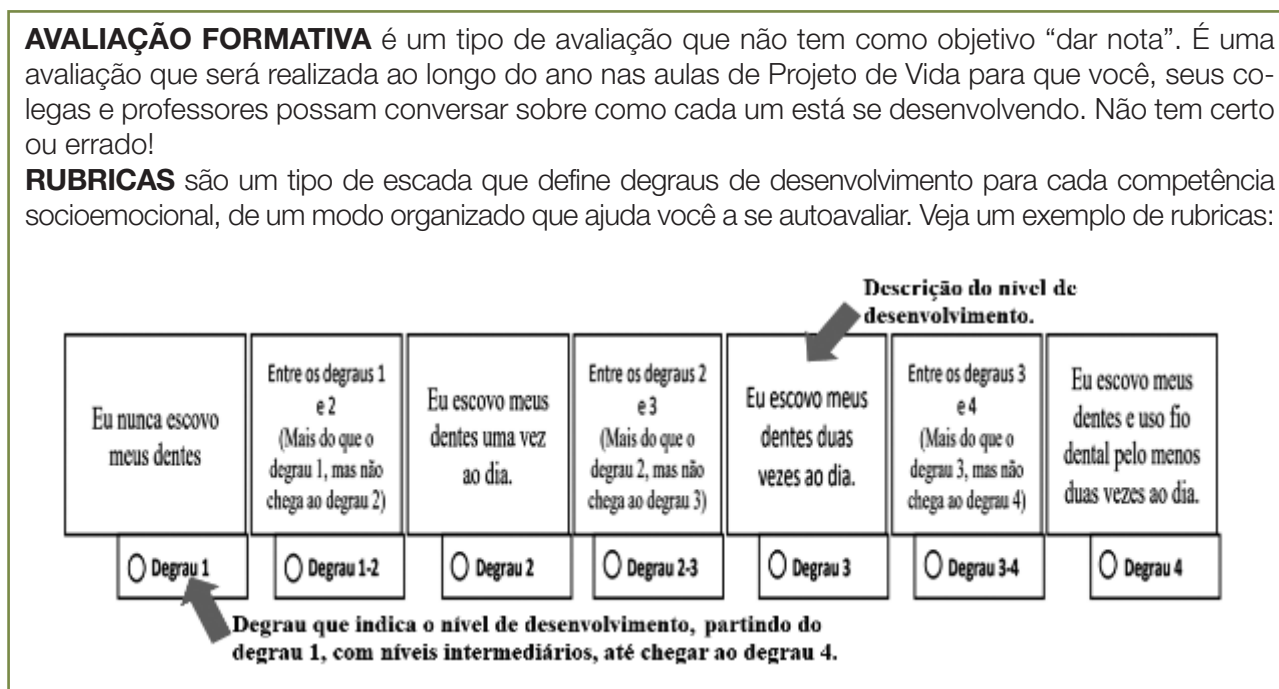 AVALIAÇÃO FORMATIVA é um tipo de avaliação que não tem como objetivo “dar nota”. É uma
avaliação que será realizada ao longo do ano nas aulas de Projeto de Vida para que você, seus co-
legas e professores possam conversar sobre como cada um está se desenvolvendo. Não tem certo
ou errado!
RUBRICAS são um tipo de escada que define degraus de desenvolvimento para cada competência
socioemocional, de um modo organizado que ajuda você a se autoavaliar. Veja um exemplo de rubricas:
Descrição do nível de
desenvolvimento.
Eu nunca escovo
meus dentes
Entre os degraus 1
e 2
(Mais do que o
degrau 1, mas não
chega ao degrau 2)
Eu escovo meus
dentes uma vez
ao dia.
Entre os degraus 2
e 3
(Mais do que o
degrau 2, mas não
chega ao degrau 3)
Eu escovo meus
dentes duas
vezes ao dia.
Entre os degraus 3
e 4
(Mais do que o
degrau 3, mas não
chega ao degrau 4)
Eu escovo meus
dentes e uso fio
dental pelo menos
duas vezes ao dia.
Degrau 1
Degrau 1-2
Degrau 2
Degrau 2-3
Degrau 3
Degrau 3-4
Degrau 4
Degrau que indica o nível de desenvolvimento, partindo do
degrau 1, com níveis intermediários, até chegar ao degrau 4.